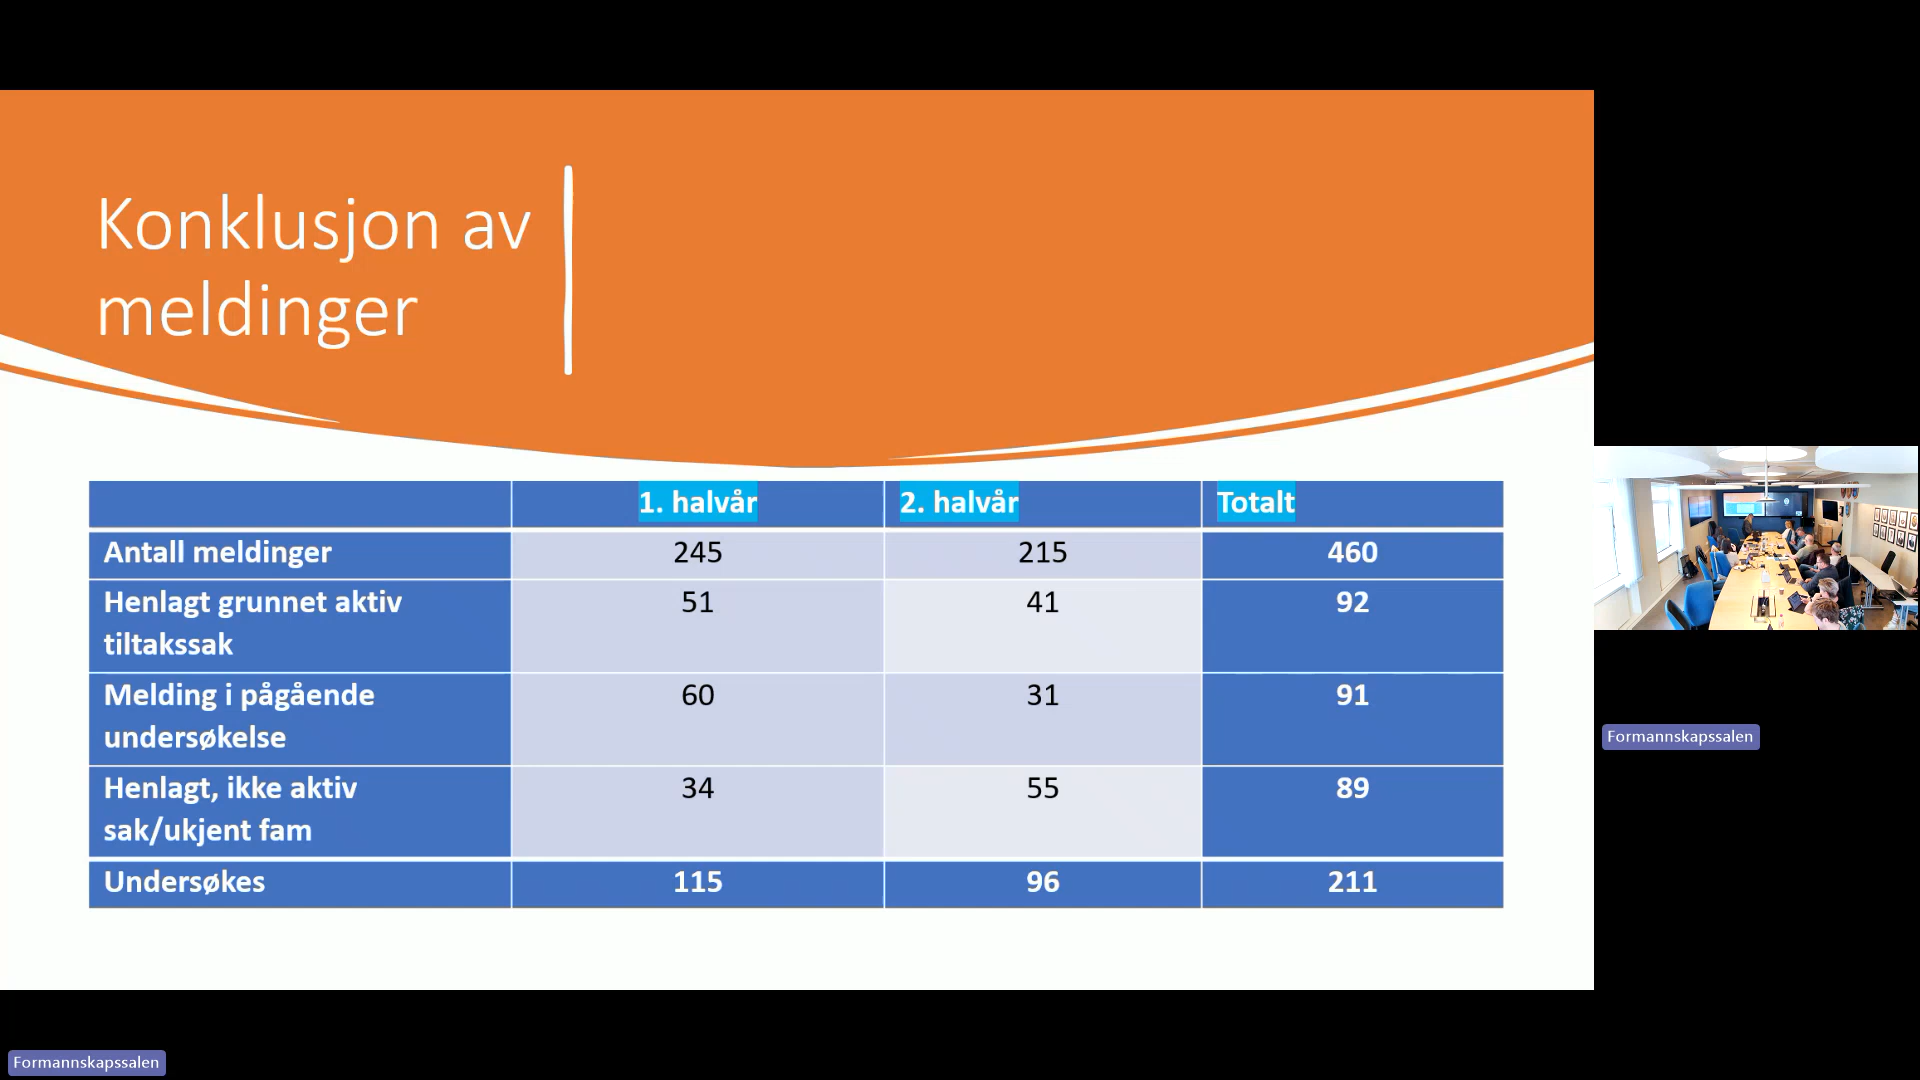 Konklusjon av
meldinger
1. halvår 2. halvår Totalt
Antall meldinger 245 215 460
Henlagt grunnet aktiv
tiltakssak 51 41 92
Melding i pågående
undersøkelse 60 31 91
Henlagt, ikke aktiv
sak/ukjent fam 34 55 89
Undersøkes 115 96 211
Formannskapssalen
Formannskapssalen